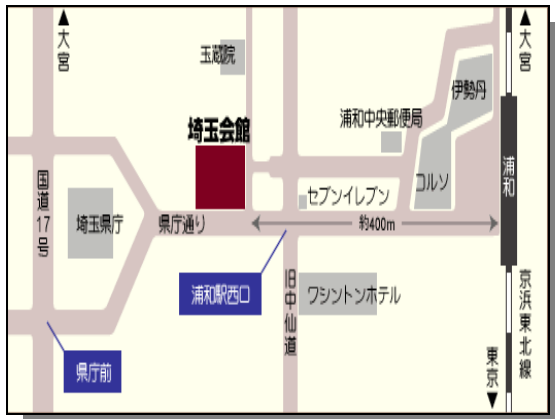 ▲大宮
▲大宮
玉蔵院
伊勢丹
浦和中央郵便局
埼玉会館
浦和
コルソ
セブンイレブン
国道17号
埼玉県庁
県庁通り
約400m
浦和駅西口
旧中仙道
ワシントンホテル
京浜東北線
県庁前
東京▼